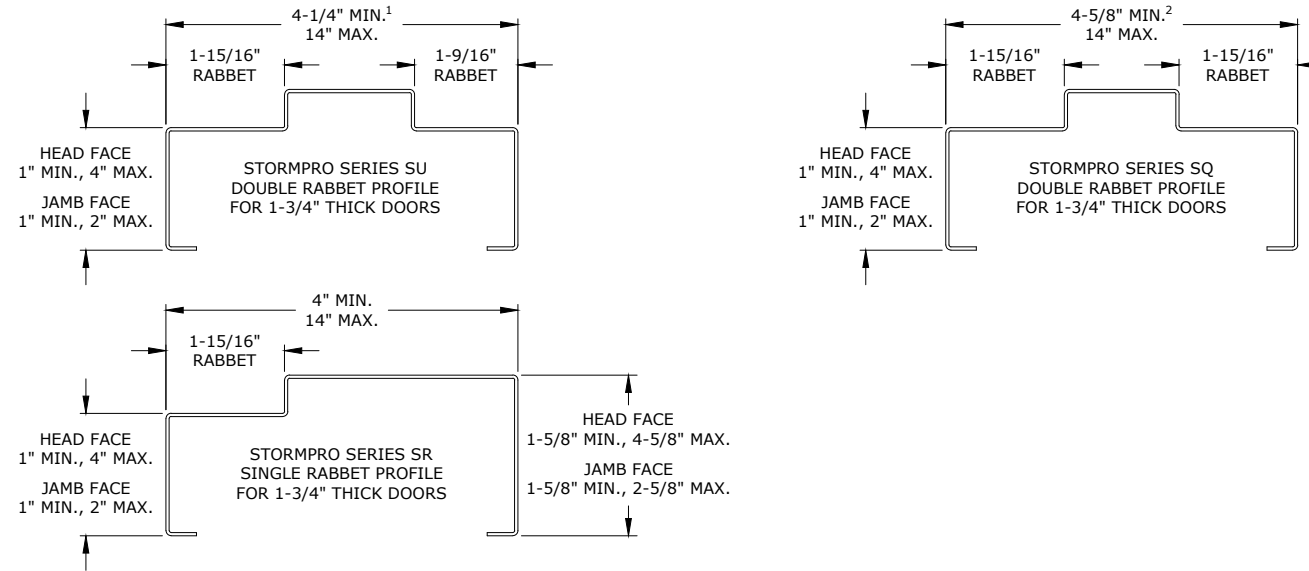 4-1/4" MIN.¹
14" MAX.
1-15/16"
RABBET
1-9/16"
RABBET
HEAD FACE
1" MIN., 4" MAX.
JAMB FACE
1" MIN., 2" MAX.
STORMPRO SERIES SU
DOUBLE RABBET PROFILE
FOR 1-3/4" THICK DOORS
4-5/8" MIN.²
14" MAX.
1-15/16"
RABBET
1-15/16"
RABBET
HEAD FACE
1" MIN., 4" MAX.
JAMB FACE
1" MIN., 2" MAX.
STORMPRO SERIES SQ
DOUBLE RABBET PROFILE
FOR 1-3/4" THICK DOORS
4" MIN.
14" MAX.
1-15/16"
RABBET
HEAD FACE
1" MIN., 4" MAX.
JAMB FACE
1" MIN., 2" MAX.
STORMPRO SERIES SR
SINGLE RABBET PROFILE
FOR 1-3/4" THICK DOORS
HEAD FACE
1-5/8" MIN., 4-5/8" MAX.
JAMB FACE
1-5/8" MIN., 2-5/8" MAX.